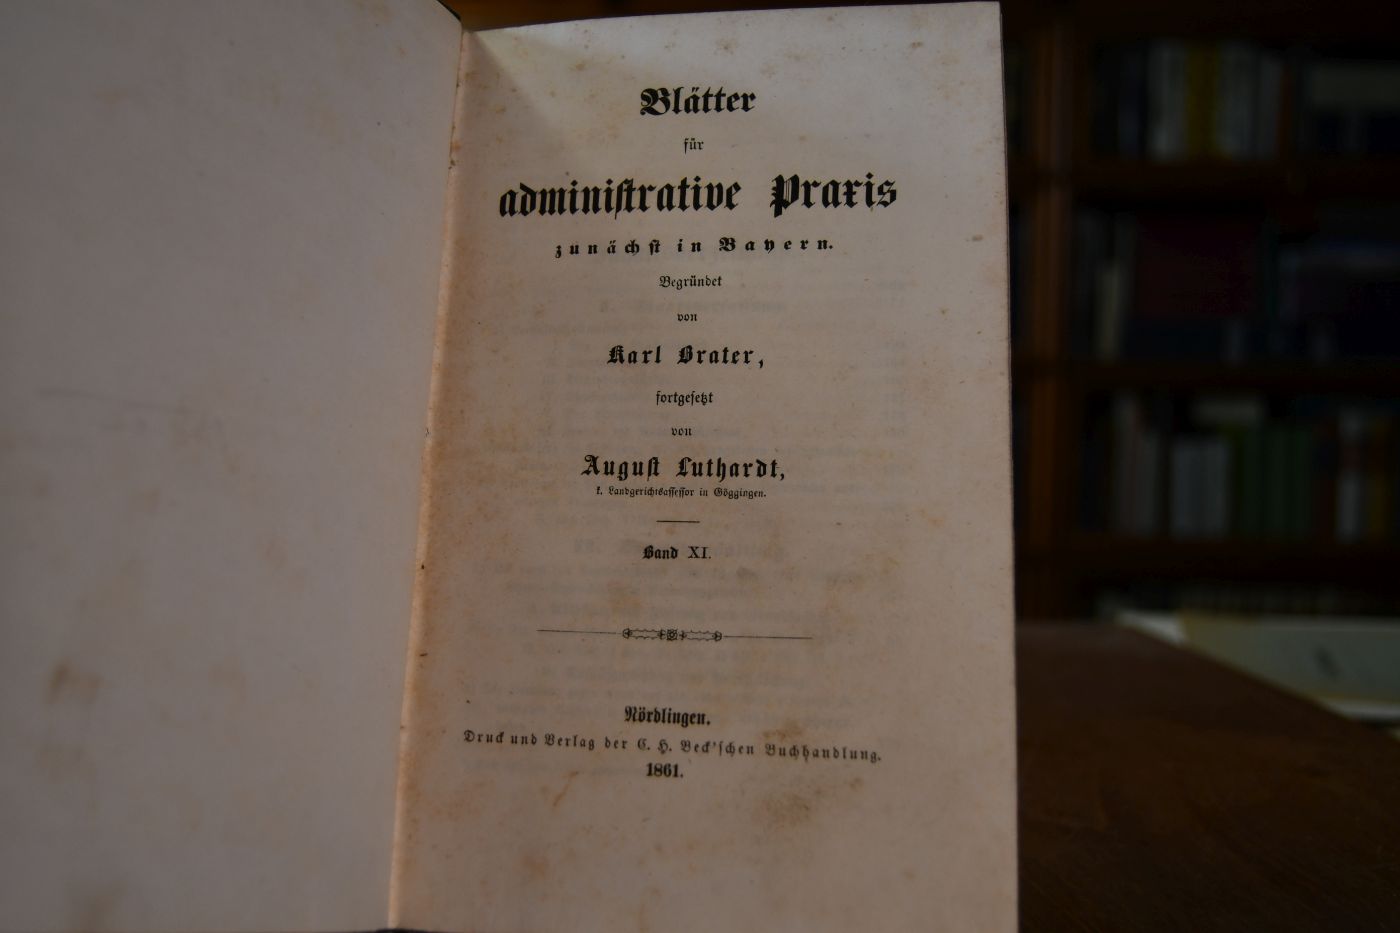 Blätter
für
adminiſtrative Praxis
zunächſt in Bayern.
Begründet
von
Karl Brater,
fortgeſetzt
von
Auguſt Luthardt,
k. Landgerichtsaſſeſſor in Göggingen.
Band XI.
Nördlingen.
Druck und Verlag der C. H. Beck'ſchen Buchhandlung.
1861.